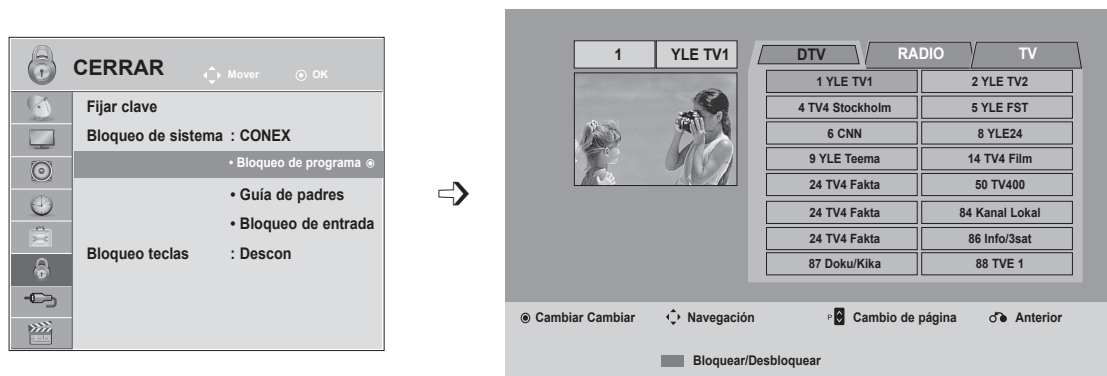 CERRAR
Mover
OK
Fijar clave
Bloqueo de sistema : CONEX
• Bloqueo de programa
• Guía de padres
• Bloqueo de entrada
Bloqueo teclas : Descon
1 YLE TV1
DTV RADIO TV
1 YLE TV1 2 YLE TV2
4 TV4 Stockholm 5 YLE FST
6 CNN 8 YLE24
9 YLE Teema 14 TV4 Film
24 TV4 Fakta 50 TV400
24 TV4 Fakta 84 Kanal Lokal
24 TV4 Fakta 86 Info/3sat
87 Doku/Kika 88 TVE 1
Cambiar Cambiar Navegación P Cambio de página Anterior
Bloquear/Desbloquear